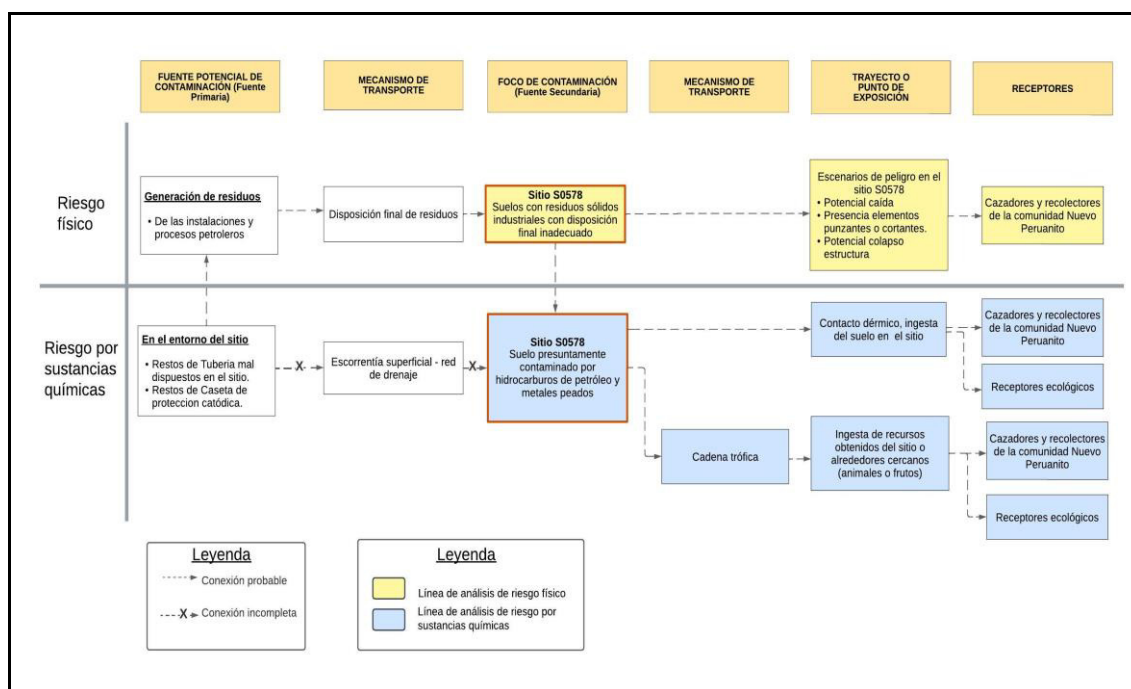 FUENTE POTENCIAL DE
CONTAMINACIÓN (Fuente
Primaria)
MECANISMO DE
TRANSPORTE
FOCO DE CONTAMINACIÓN
(Fuente Secundaria)
MECANISMO DE
TRANSPORTE
TRAYECTO O
PUNTO DE
EXPOSICIÓN
RECEPTORES
Riesgo
físico
Generación de residuos
• De las instalaciones y
procesos petroleros
Disposición final de residuos
Sitio S0578
Suelos con residuos sólidos
industriales con disposición
final inadecuado
Escenarios de peligro en el
sitio S0578
• Potencial caída
• Presencia elementos
punzantes o cortantes.
• Potencial colapso
estructura
Cazadores y recolectores
de la comunidad Nuevo
Peruanito
Riesgo por
sustancias
químicas
En el entorno del sitio
• Restos de Tuberia mal
dispuestos en el sitio.
• Restos de Caseta de
proteccion catódica.
X
Escorrentía superficial - red
de drenaje
X
Sitio S0578
Suelo presuntamente
contaminado por
hidrocarburos de petróleo y
metales peados
Contacto dérmico, ingesta
del suelo en el sitio
Cazadores y recolectores
de la comunidad Nuevo
Peruanito
Receptores ecológicos
Cadena trófica
Ingesta de recursos
obtenidos del sitio o
alrededores cercanos
(animales o frutos)
Cazadores y recolectores
de la comunidad Nuevo
Peruanito
Receptores ecológicos
Leyenda
Conexión probable
X Conexión incompleta
Leyenda
Línea de análisis de riesgo físico
Línea de análisis de riesgo por
sustancias químicas